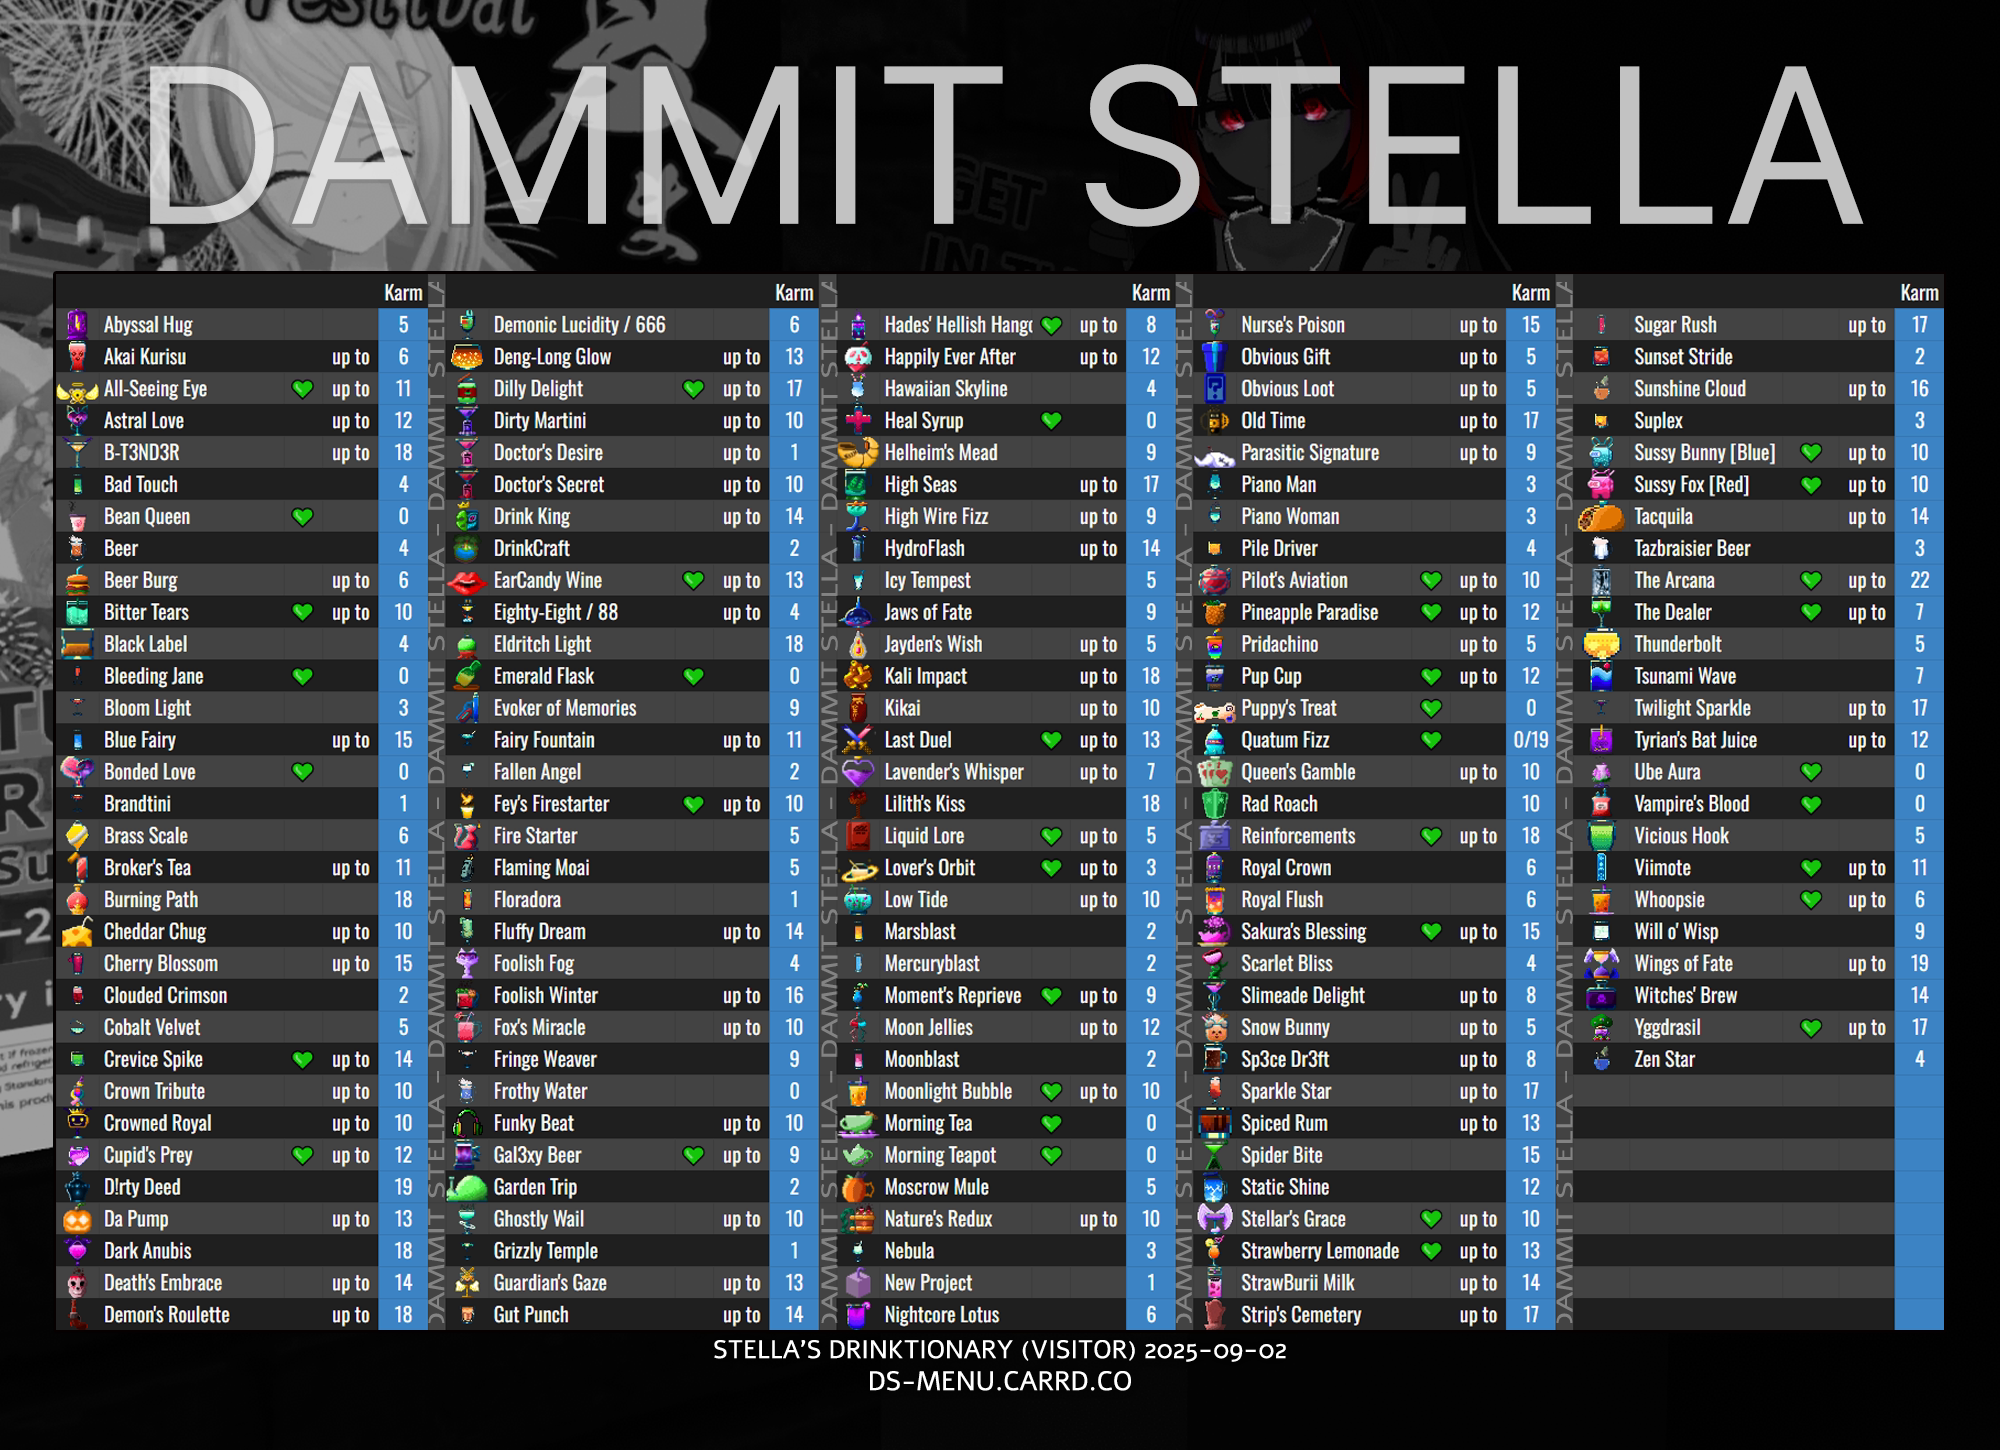 Festival
DAMMIT STELLA
GET
IN
Karm
Abyssal Hug 5
Akai Kurisu up to 6
All-Seeing Eye up to 11
Astral Love up to 12
B-T3ND3R up to 18
Bad Touch 4
Bean Queen 0
Beer 4
Beer Burg up to 6
Bitter Tears up to 10
Black Label 4
Bleeding Jane 0
Bloom Light 3
Blue Fairy up to 15
Bonded Love 0
Brandtini 1
Brass Scale 6
Broker's Tea up to 11
Burning Path 18
Cheddar Chug up to 10
Cherry Blossom up to 15
Clouded Crimson 2
Cobalt Velvet 5
Crevice Spike up to 14
Crown Tribute up to 10
Crowned Royal up to 10
Cupid's Prey up to 12
D!rty Deed 19
Da Pump up to 13
Dark Anubis 18
Death's Embrace up to 14
Demon's Roulette up to 18
DAMMIT STELLA - DAMMIT STELLA - DAMMIT STELLA
Karm
Demonic Lucidity / 666 6
Deng-Long Glow up to 13
Dilly Delight up to 17
Dirty Martini up to 10
Doctor's Desire up to 1
Doctor's Secret up to 10
Drink King up to 14
DrinkCraft 2
EarCandy Wine up to 13
Eighty-Eight / 88 up to 4
Eldritch Light 18
Emerald Flask 0
Evoker of Memories 9
Fairy Fountain up to 11
Fallen Angel 2
Fey's Firestarter up to 10
Fire Starter 5
Flaming Moai 5
Floradora 1
Fluffy Dream up to 14
Foolish Fog 4
Foolish Winter up to 16
Fox's Miracle up to 10
Fringe Weaver 9
Frothy Water 0
Funky Beat up to 10
Gal3xy Beer up to 9
Garden Trip 2
Ghostly Wail up to 10
Grizzly Temple 1
Guardian's Gaze up to 13
Gut Punch up to 14
DAMMIT STELLA - DAMMIT STELLA - DAMMIT STELLA
Karm
Hades' Hellish Hang up to 8
Happily Ever After up to 12
Hawaiian Skyline 4
Heal Syrup 0
Helheim's Mead 9
High Seas up to 17
High Wire Fizz up to 9
HydroFlash up to 14
Icy Tempest 5
Jaws of Fate 9
Jayden's Wish up to 5
Kali Impact up to 18
Kikai up to 10
Last Duel up to 13
Lavender's Whisper up to 7
Lilith's Kiss 18
Liquid Lore up to 5
Lover's Orbit up to 3
Low Tide up to 10
Marsblast 2
Mercuryblast 2
Moment's Reprieve up to 9
Moon Jellies up to 12
Moonblast 2
Moonlight Bubble up to 10
Morning Tea 0
Morning Teapot 0
Moscrow Mule 5
Nature's Redux up to 10
Nebula 3
New Project 1
Nightcore Lotus 6
DAMMIT STELLA - DAMMIT STELLA - DAMMIT STELLA
Karm
Nurse's Poison up to 15
Obvious Gift up to 5
Obvious Loot up to 5
Old Time up to 17
Parasitic Signature up to 9
Piano Man 3
Piano Woman 3
Pile Driver 4
Pilot's Aviation up to 10
Pineapple Paradise up to 12
Pridachino up to 5
Pup Cup up to 12
Puppy's Treat 0
Quatum Fizz 0/19
Queen's Gamble up to 10
Rad Roach 10
Reinforcements up to 18
Royal Crown 6
Royal Flush 6
Sakura's Blessing up to 15
Scarlet Bliss 4
Slimeade Delight up to 8
Snow Bunny up to 5
Sp3ce Dr3ft up to 8
Sparkle Star up to 17
Spiced Rum up to 13
Spider Bite 15
Static Shine 12
Stellar's Grace up to 10
Strawberry Lemonade up to 13
StrawBurii Milk up to 14
Strip's Cemetery up to 17
DAMMIT STELLA - DAMMIT STELLA - DAMMIT STELLA
Karm
Sugar Rush up to 17
Sunset Stride 2
Sunshine Cloud up to 16
Suplex 3
Sussy Bunny [Blue] up to 10
Sussy Fox [Red] up to 10
Tacquila up to 14
Tazbraisier Beer 3
The Arcana up to 22
The Dealer up to 7
Thunderbolt 5
Tsunami Wave 7
Twilight Sparkle up to 17
Tyrian's Bat Juice up to 12
Ube Aura 0
Vampire's Blood 0
Vicious Hook 5
Viimote up to 11
Whoopsie up to 6
Will o' Wisp 9
Wings of Fate up to 19
Witches' Brew 14
Yggdrasil up to 17
Zen Star 4
STELLA'S DRINKTIONARY (VISITOR) 2025-09-02
DS-MENU.CARRD.CO